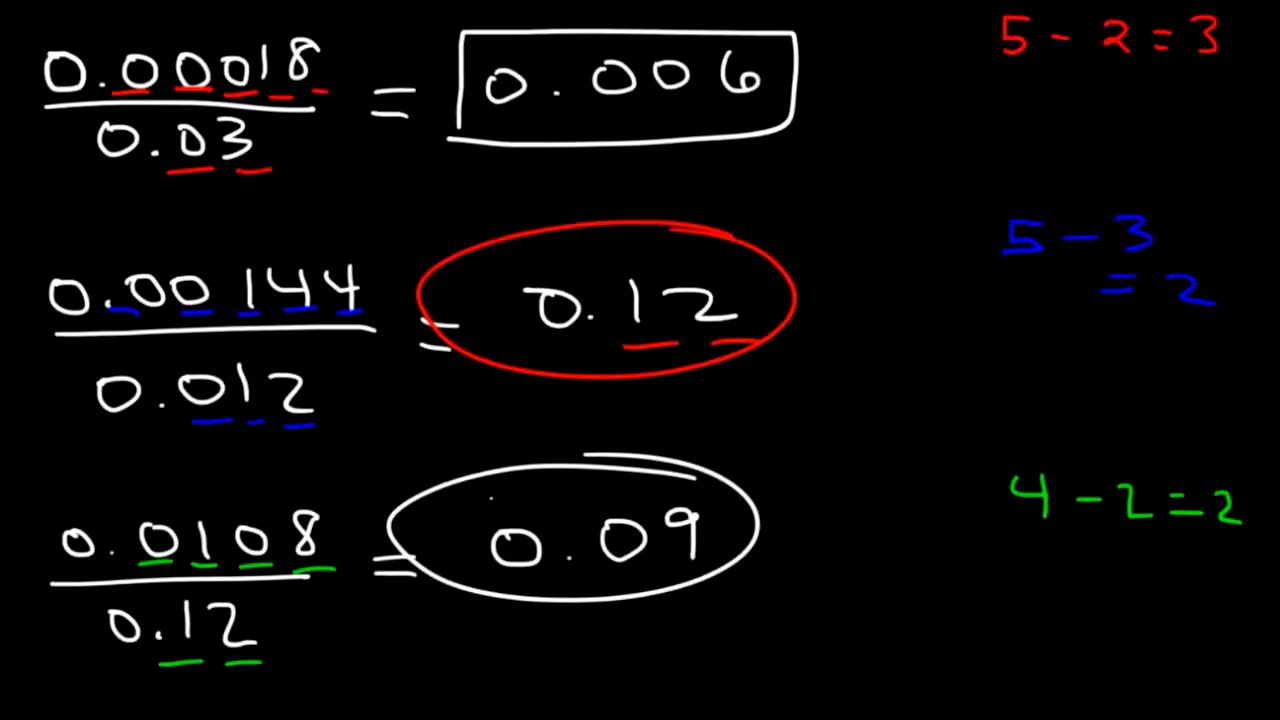 0.00018 / 0.03 = 0.006
5 - 2 = 3
0.00144 / 0.012 = 0.12
5 - 3
= 2
0.0108 / 0.12 = 0.09
4 - 2 = 2